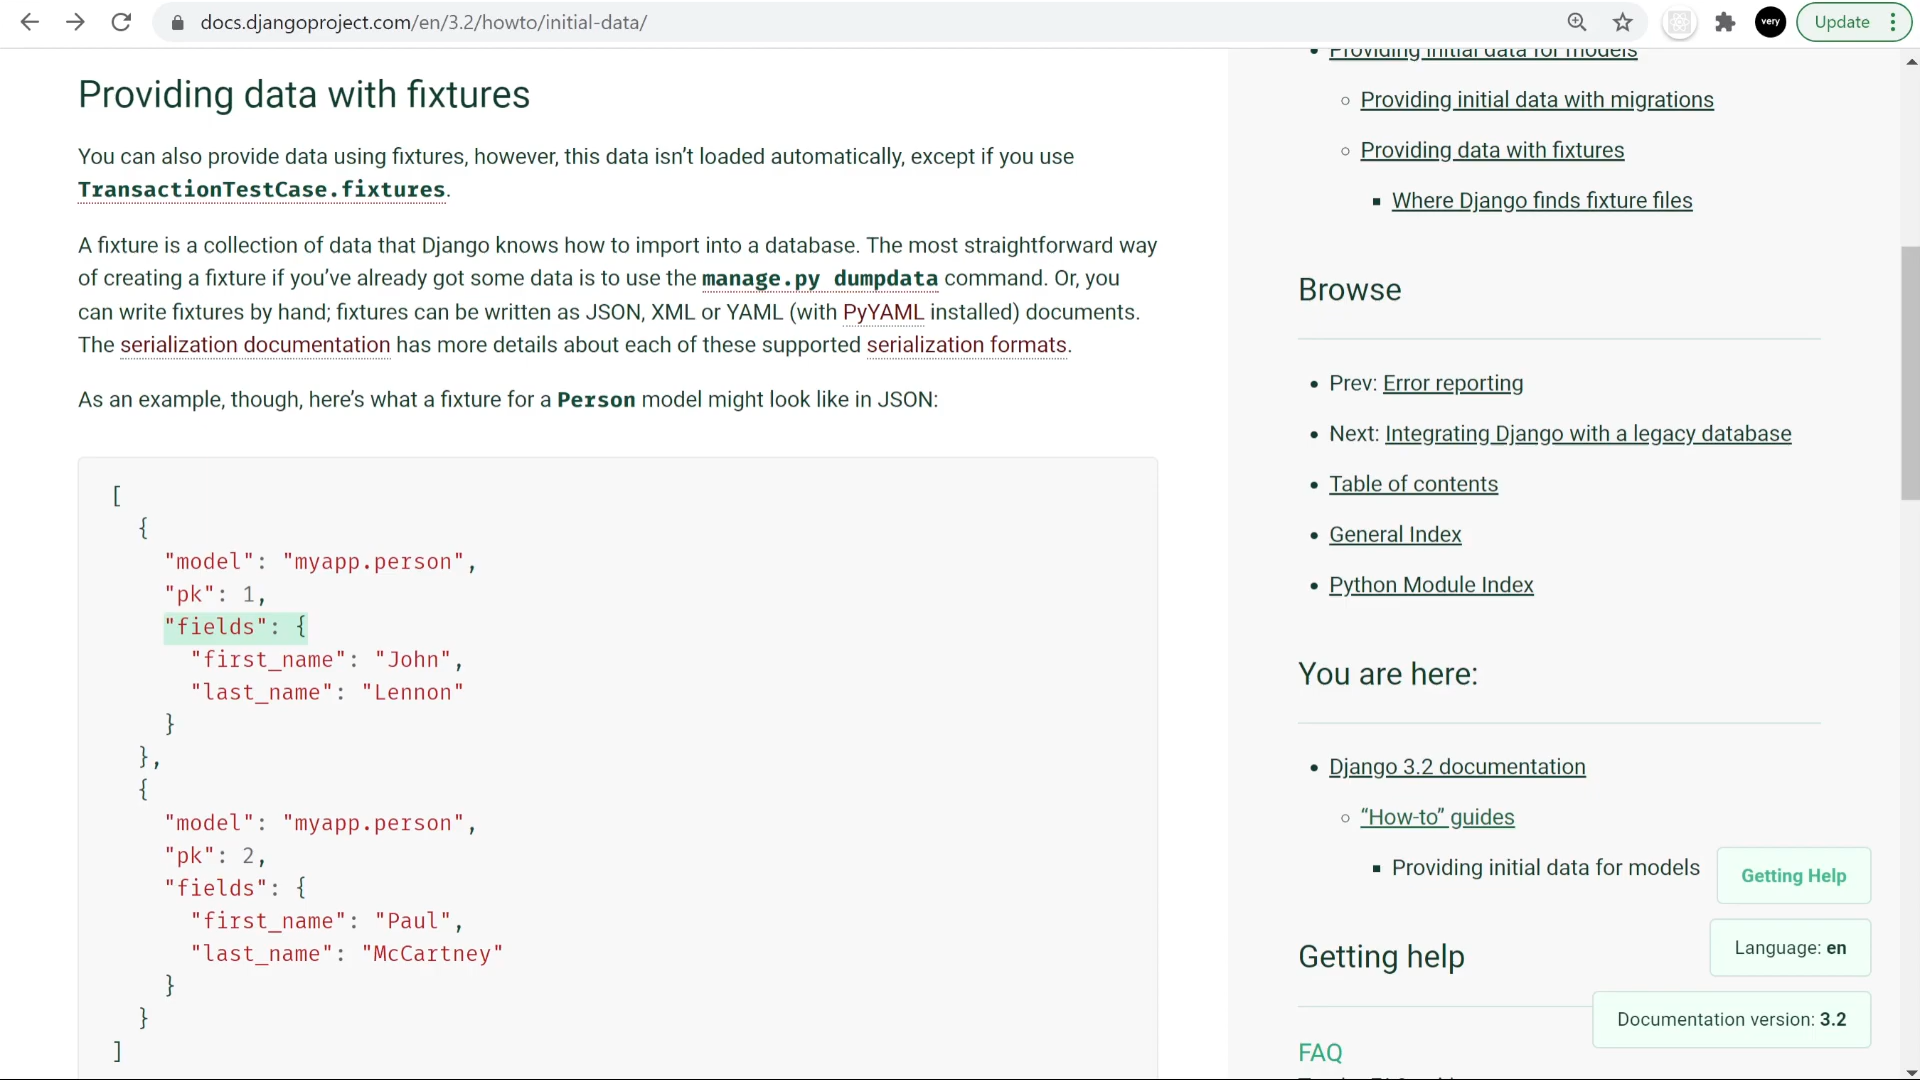 docs.djangoproject.com/en/3.2/howto/initial-data/
very
Update
Providing data with fixtures
You can also provide data using fixtures, however, this data isn’t loaded automatically, except if you use
TransactionTestCase.fixtures.
A fixture is a collection of data that Django knows how to import into a database. The most straightforward way
of creating a fixture if you’ve already got some data is to use the manage.py dumpdata command. Or, you
can write fixtures by hand; fixtures can be written as JSON, XML or YAML (with PyYAML installed) documents.
The serialization documentation has more details about each of these supported serialization formats.
As an example, though, here’s what a fixture for a Person model might look like in JSON:
[
{
"model": "myapp.person",
"pk": 1,
"fields": {
"first_name": "John",
"last_name": "Lennon"
}
},
{
"model": "myapp.person",
"pk": 2,
"fields": {
"first_name": "Paul",
"last_name": "McCartney"
}
}
]
Providing initial data for models
Providing initial data with migrations
Providing data with fixtures
Where Django finds fixture files
Browse
Prev: Error reporting
Next: Integrating Django with a legacy database
Table of contents
General Index
Python Module Index
You are here:
Django 3.2 documentation
“How-to” guides
Providing initial data for models
Getting Help
Language: en
Getting help
Documentation version: 3.2
FAQ